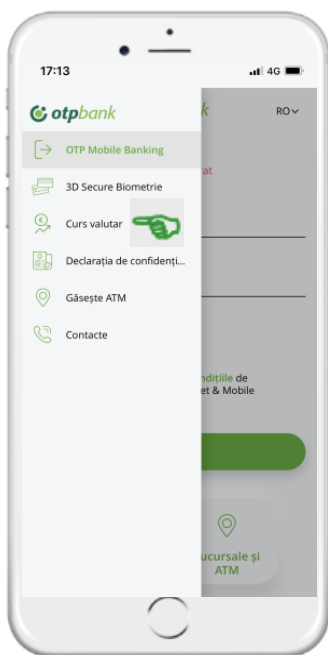 17:13
4G
otpbank
k
RO
OTP Mobile Banking
at
3D Secure Biometrie
Curs valutar
Declarația de confidenți...
Găsește ATM
Contacte
ndițiile de
et & Mobile
ucursale și
ATM